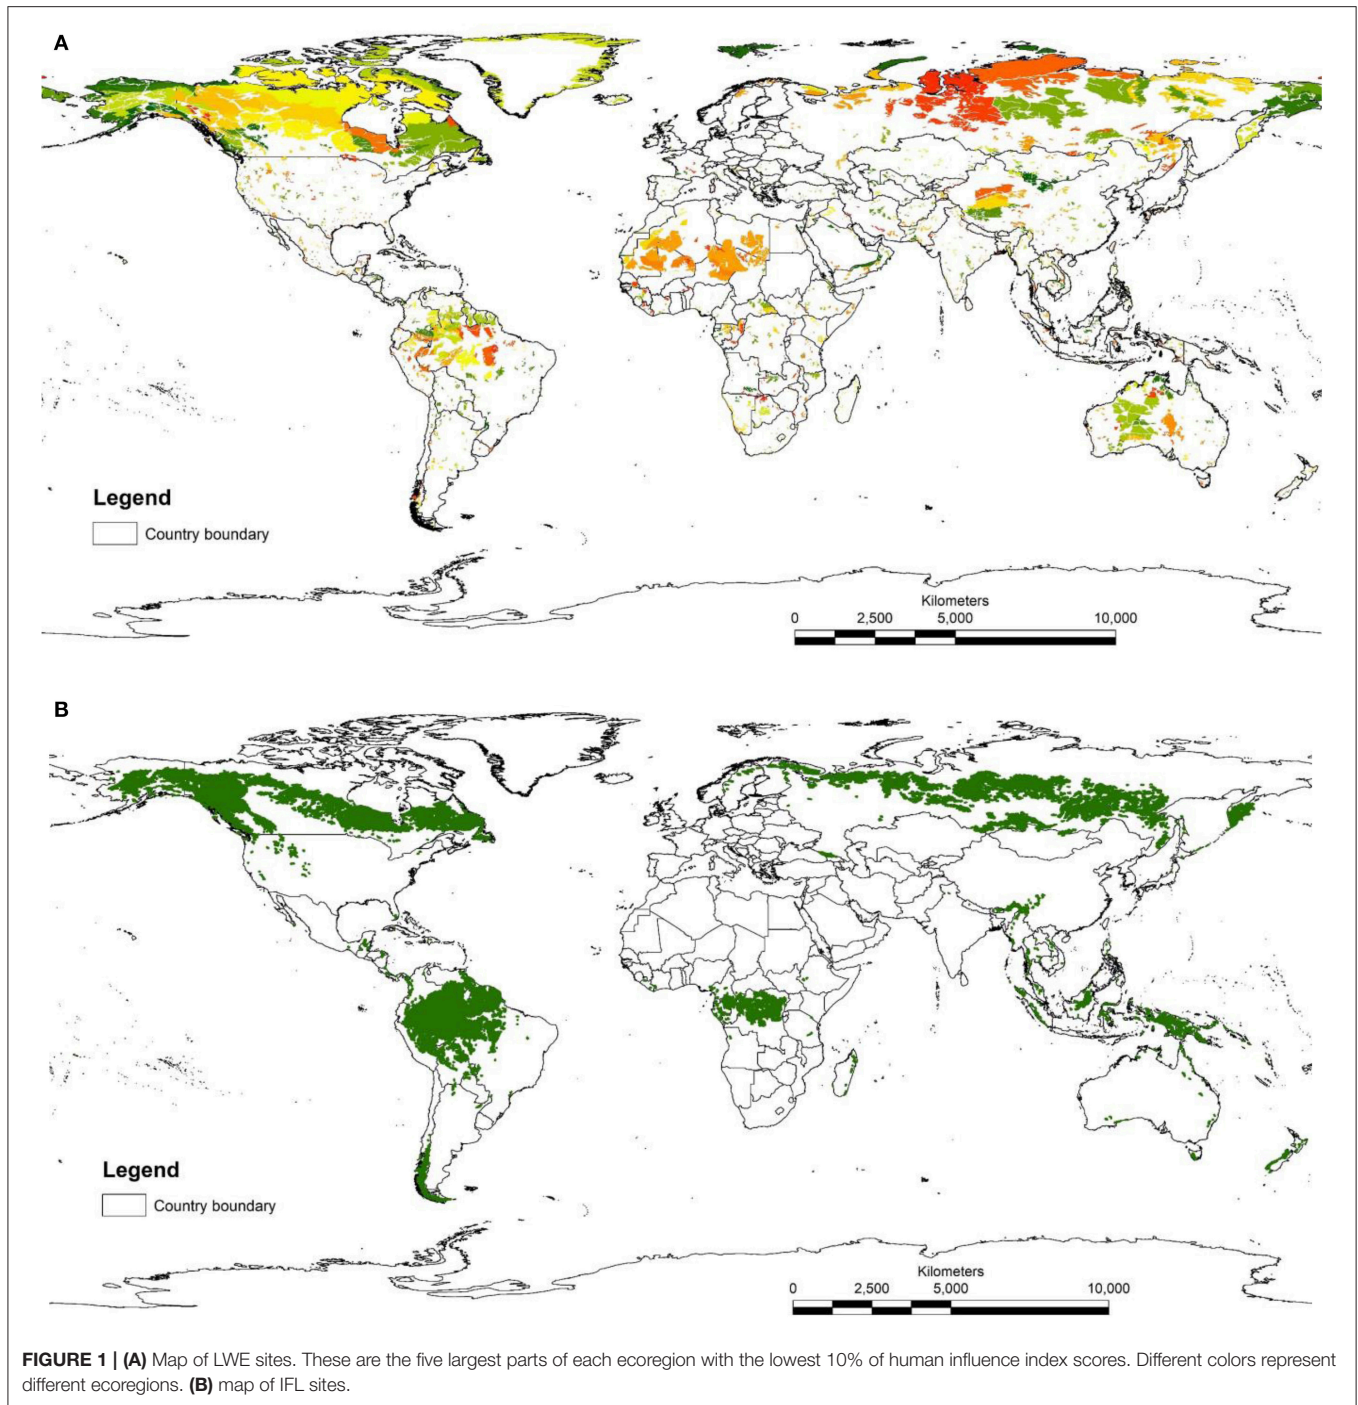 A
Legend
Country boundary
Kilometers
0 2,500 5,000 10,000
B
Legend
Country boundary
Kilometers
0 2,500 5,000 10,000
FIGURE 1 | (A) Map of LWE sites. These are the five largest parts of each ecoregion with the lowest 10% of human influence index scores. Different colors represent
different ecoregions. (B) map of IFL sites.